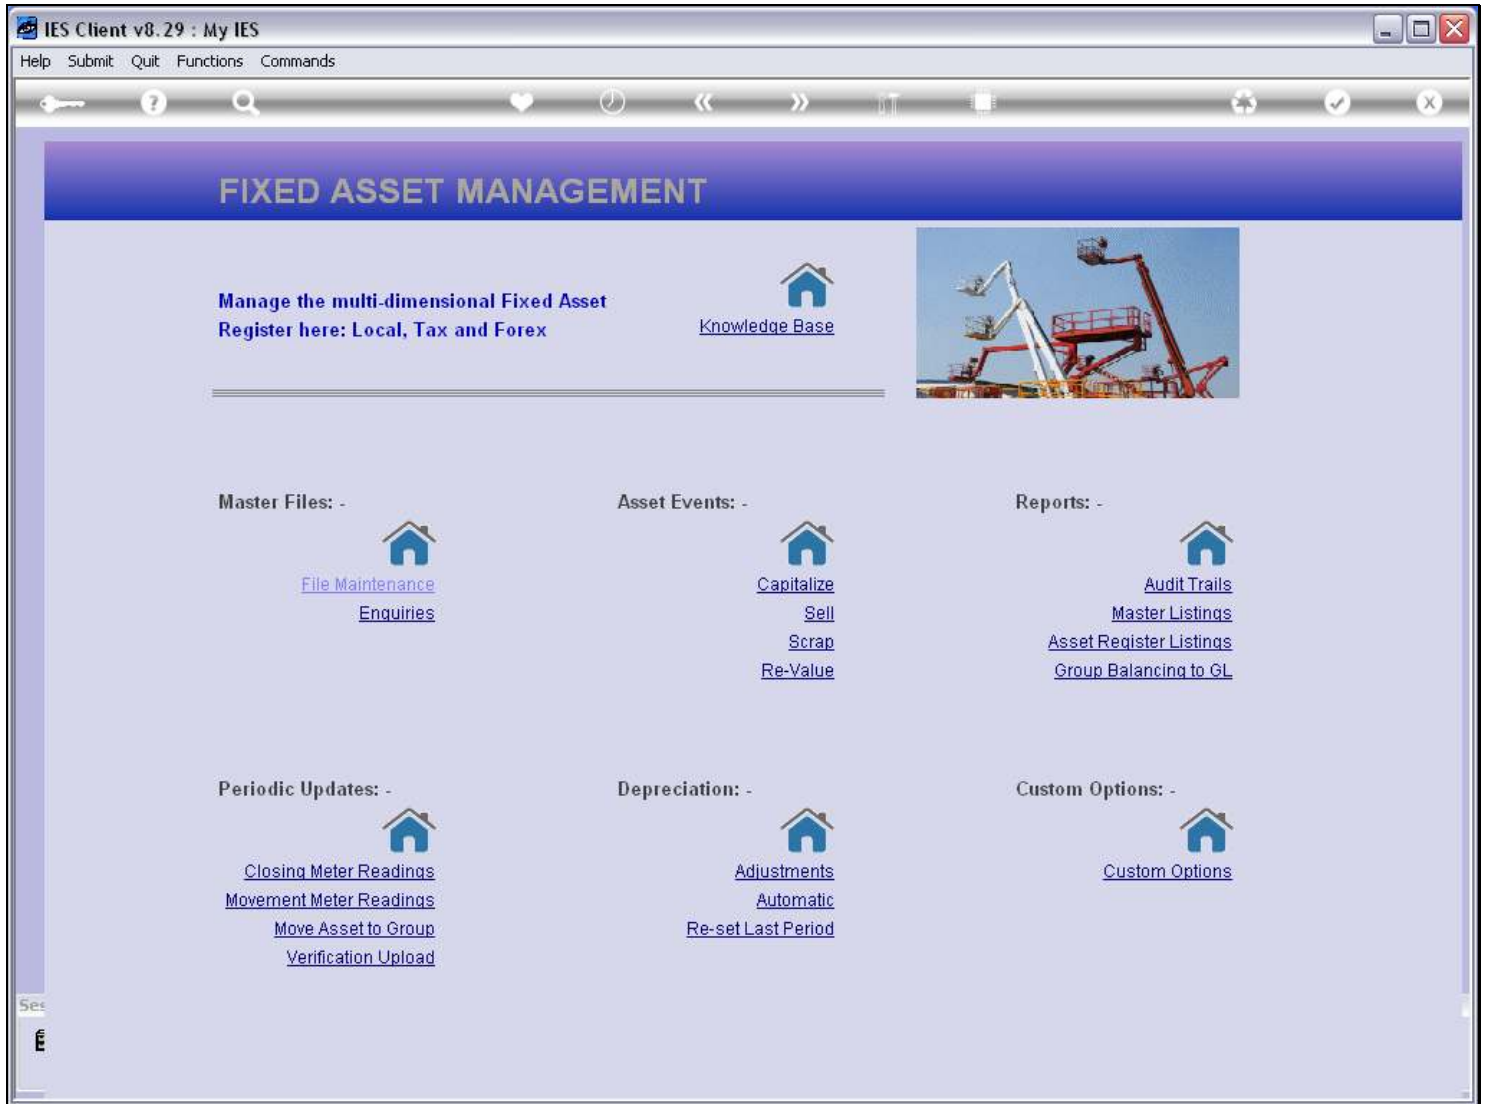 IES Client v8.29 : My IES
Help Submit Quit Functions Commands
FIXED ASSET MANAGEMENT
Manage the multi-dimensional Fixed Asset
Register here: Local, Tax and Forex
Knowledge Base
Master Files: -
File Maintenance
Enquiries
Asset Events: -
Capitalize
Sell
Scrap
Re-Value
Reports: -
Audit Trails
Master Listings
Asset Register Listings
Group Balancing to GL
Periodic Updates: -
Closing Meter Readings
Movement Meter Readings
Move Asset to Group
Verification Upload
Depreciation: -
Adjustments
Automatic
Re-set Last Period
Custom Options: -
Custom Options